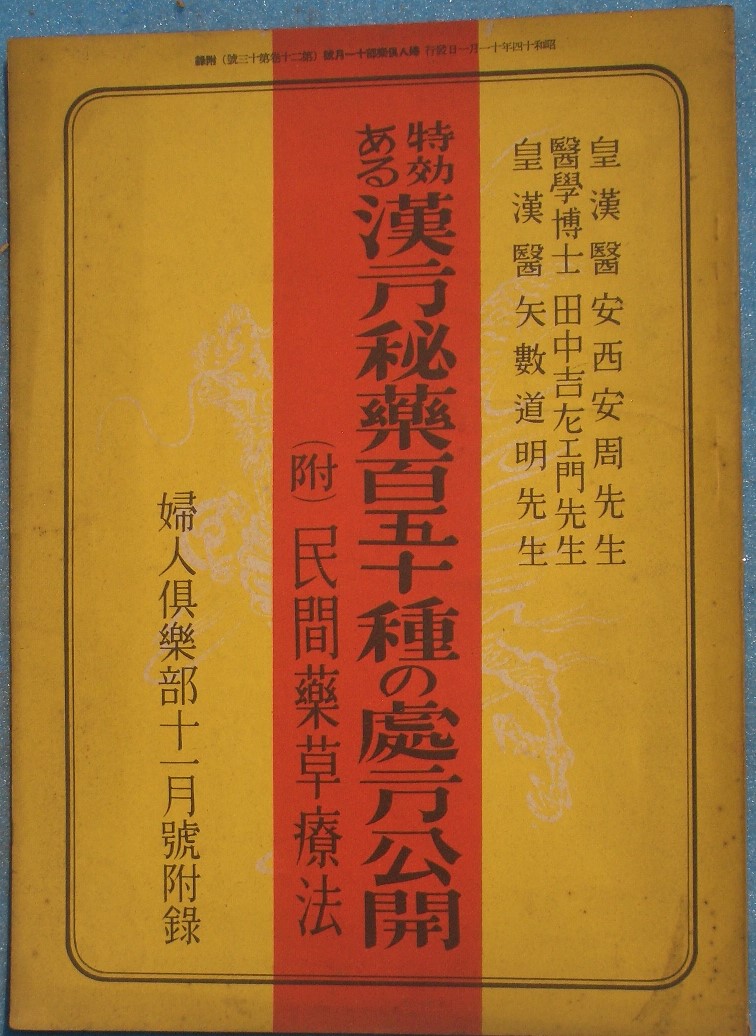 昭和十四年十一月一日發行 婦人俱樂部十一月號(第二十卷第十三號)附錄
皇漢醫 安西安周先生
醫學博士 田中吉左エ門先生
皇漢醫 矢數道明先生
特効ある漢方秘藥百五十種の處方公開
(附)民間藥草療法
婦人俱樂部十一月號附錄